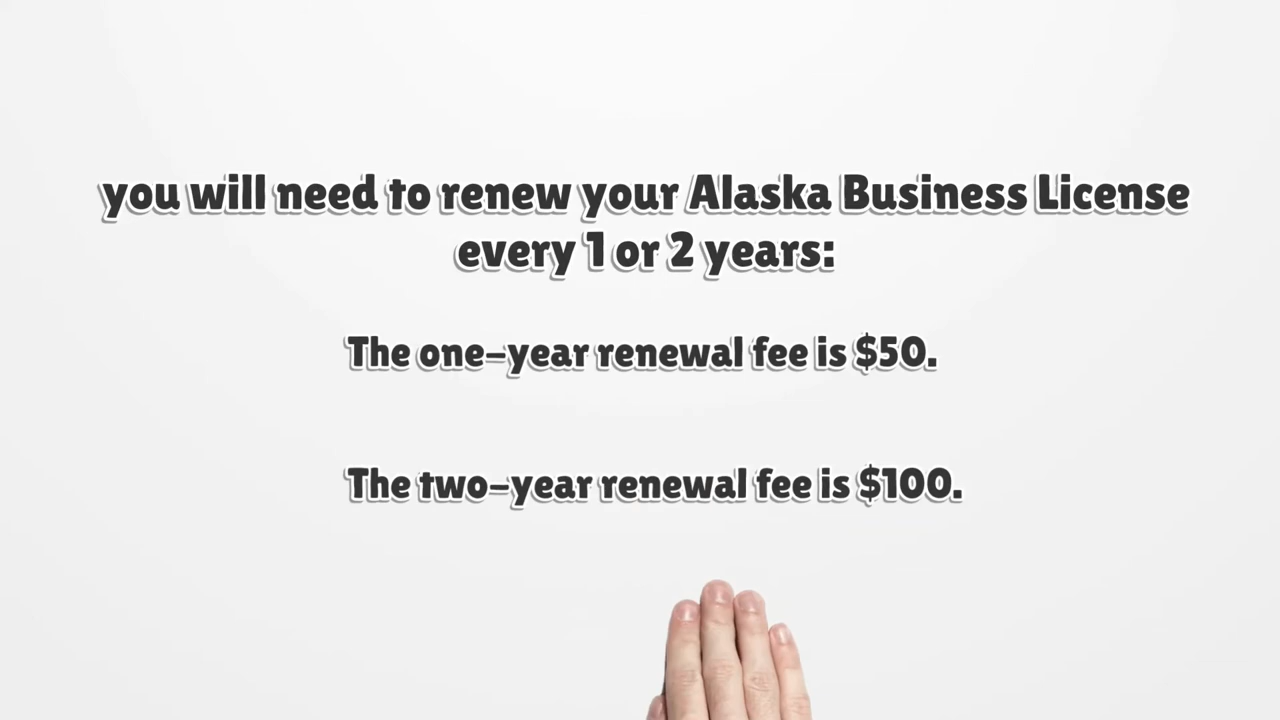 you will need to renew your Alaska Business License
every 1 or 2 years:
The one-year renewal fee is $50.
The two-year renewal fee is $100.